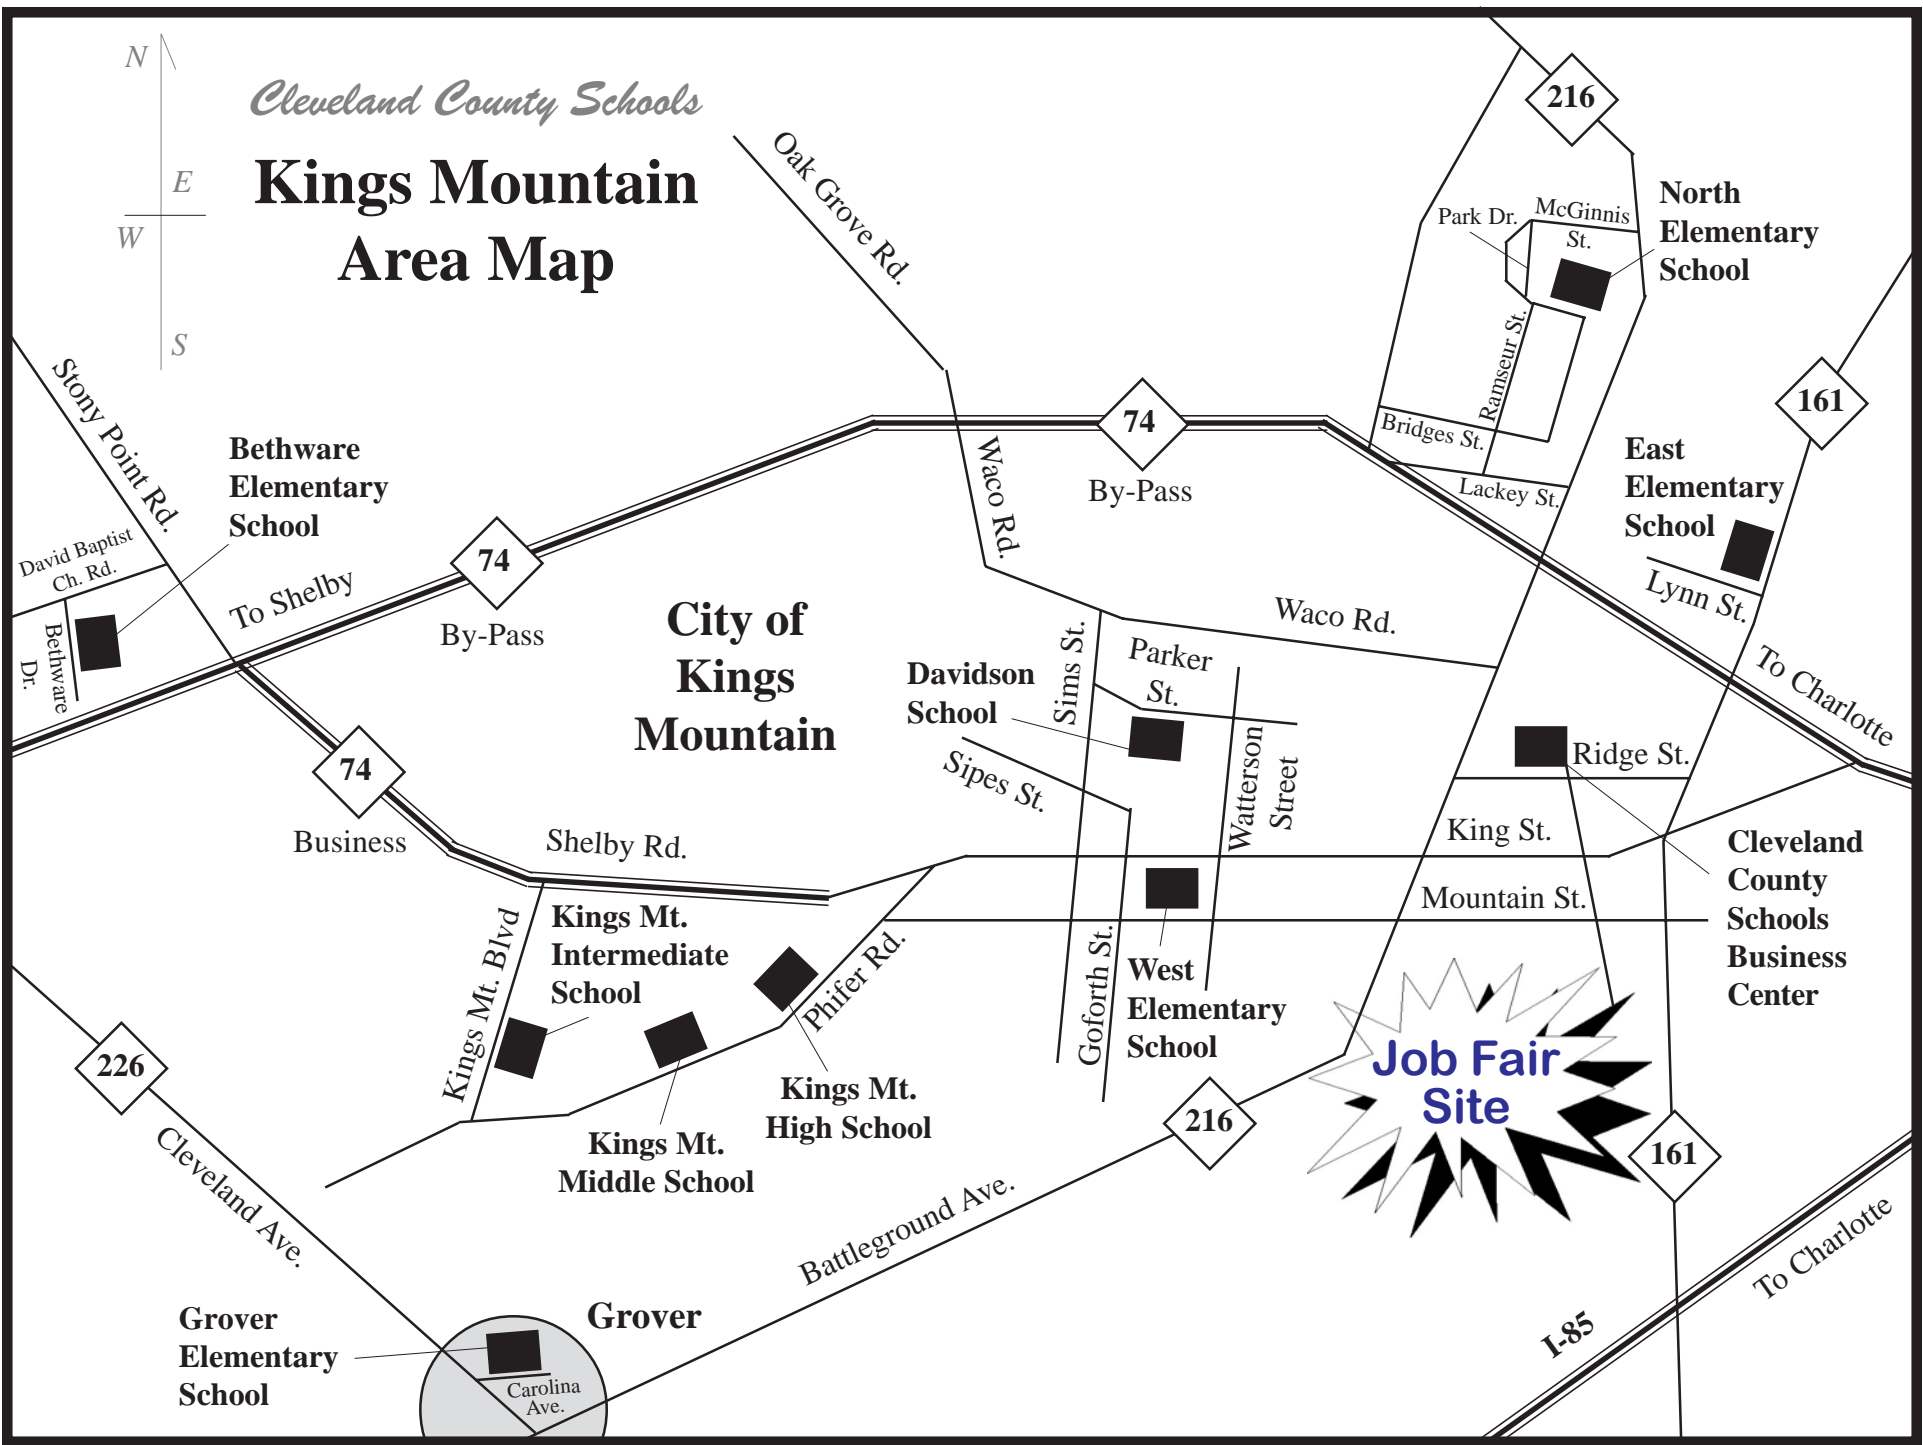 N
E
W
S
Cleveland County Schools
Kings Mountain
Area Map
Oak Grove Rd.
216
Park Dr.
McGinnis
St.
North
Elementary
School
Ramseur St.
Bridges St.
Lackey St.
161
East
Elementary
School
Lynn St.
Stony Point Rd.
Bethware
Elementary
School
David Baptist
Ch. Rd.
Bethware
Dr.
To Shelby
74
By-Pass
74
By-Pass
Waco Rd.
Waco Rd.
City of
Kings
Mountain
Davidson
School
Sims St.
Parker
St.
Sipes St.
Watterson
Street
To Charlotte
Ridge St.
74
Business
Shelby Rd.
King St.
Mountain St.
Cleveland
County
Schools
Business
Center
Kings Mt. Blvd
Kings Mt.
Intermediate
School
Phifer Rd.
Goforth St.
West
Elementary
School
Job Fair
Site
226
Cleveland Ave.
Kings Mt.
High School
Kings Mt.
Middle School
216
161
Battleground Ave.
To Charlotte
I-85
Grover
Elementary
School
Grover
Carolina
Ave.